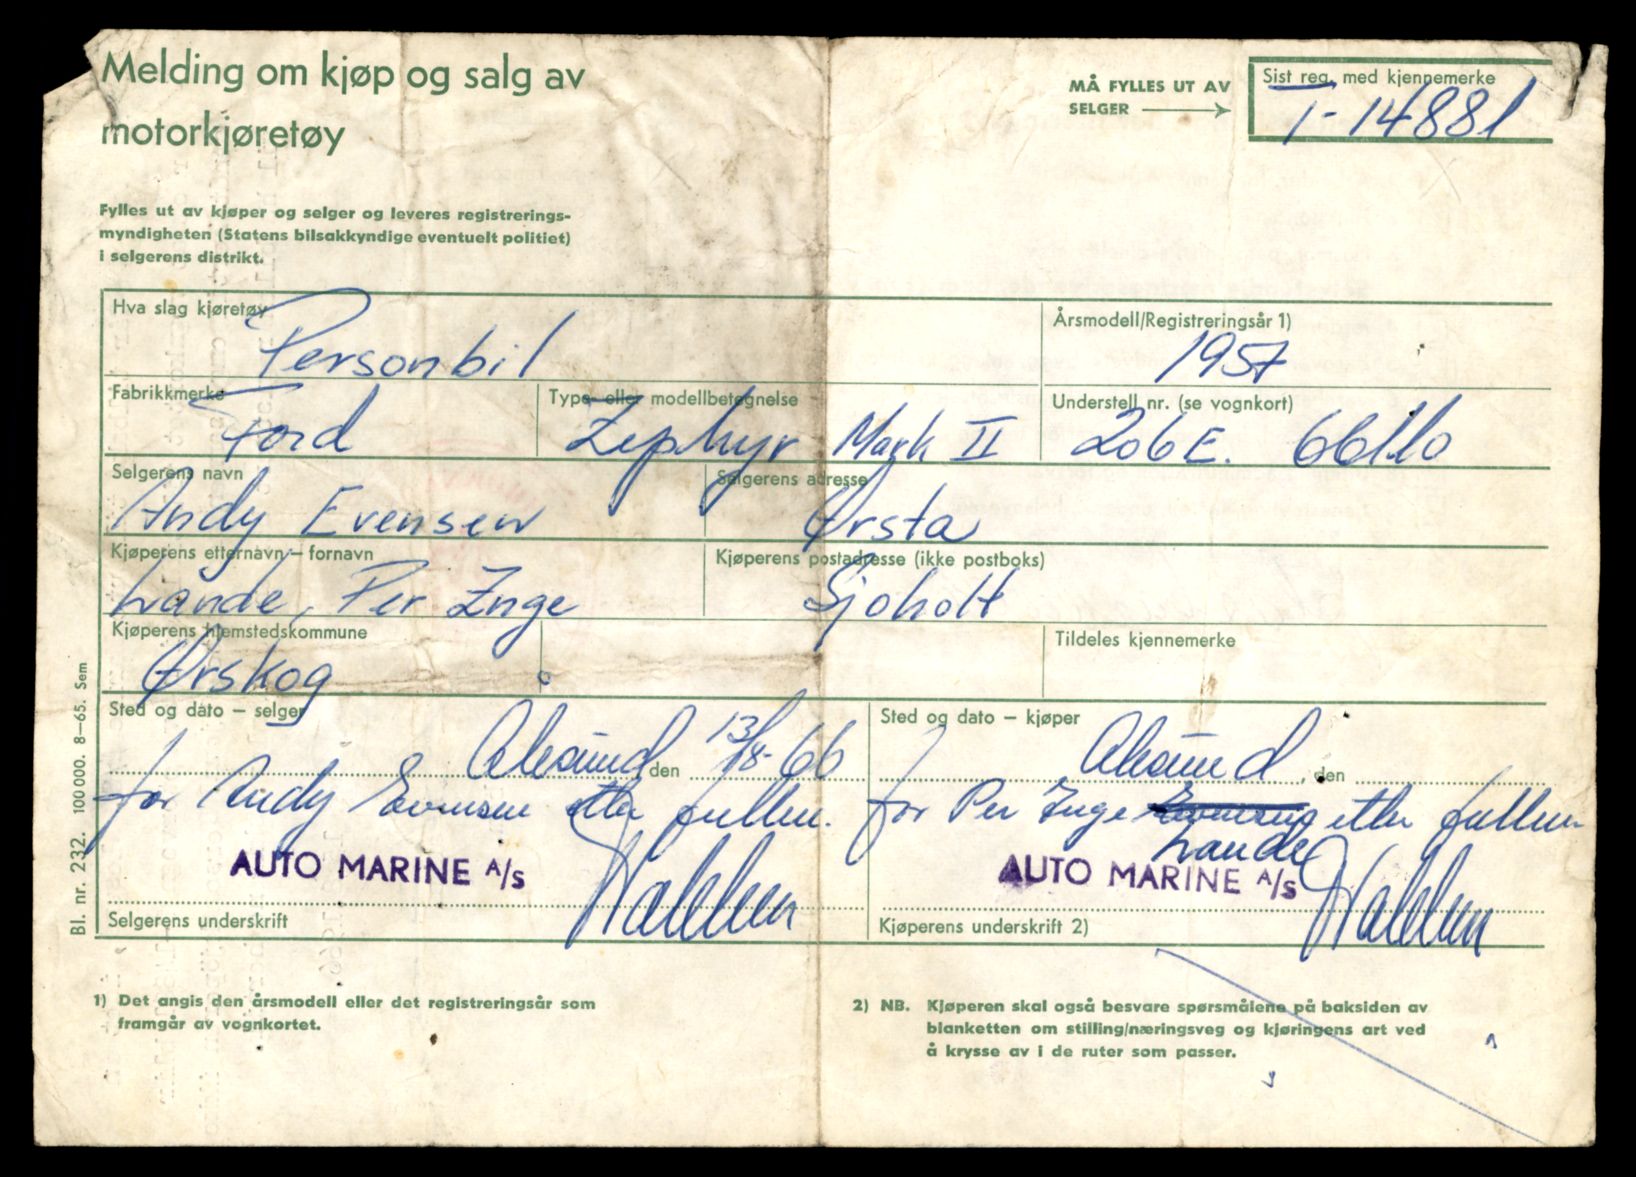 Melding om kjøp og salg av
motorkjøretøy
MÅ FYLLES UT AV
SELGER
Sist reg. med kjennemerke
T-14881
Fylles ut av kjøper og selger og leveres registrerings-
myndigheten (Statens bilsakkyndige eventuelt politiet)
i selgerens distrikt.
Hva slag kjøretøy
Personbil
Årsmodell/Registreringsår 1)
1957
Fabrikkmerke
Ford
Type eller modellbetegnelse
Zephyr Mark II
Understell nr. (se vognkort)
206E. 66110
Selgerens navn
Andy Evensen
Selgerens adresse
Ørsta
Kjøperens etternavn – fornavn
Lande, Per Inge
Kjøperens postadresse (ikke postboks)
Sjøholt
Kjøperens hjemstedskommune
Ørskog
Tildeles kjennemerke
Sted og dato – selger
Ålesund, den 13/8-66
for Andy Evensen etter fullm.
AUTO MARINE A/S
Selgerens underskrift
Sted og dato – kjøper
Ålesund, den
for Per Inge etter fullm
Lande
AUTO MARINE A/S
Kjøperens underskrift 2)
Bl. nr. 232. 100 000. 8–65. Sem
1) Det angis den årsmodell eller det registreringsår som
framgår av vognkortet.
2) NB. Kjøperen skal også besvare spørsmålene på baksiden av
blanketten om stilling/næringsveg og kjøringens art ved
å krysse av i de ruter som passer.